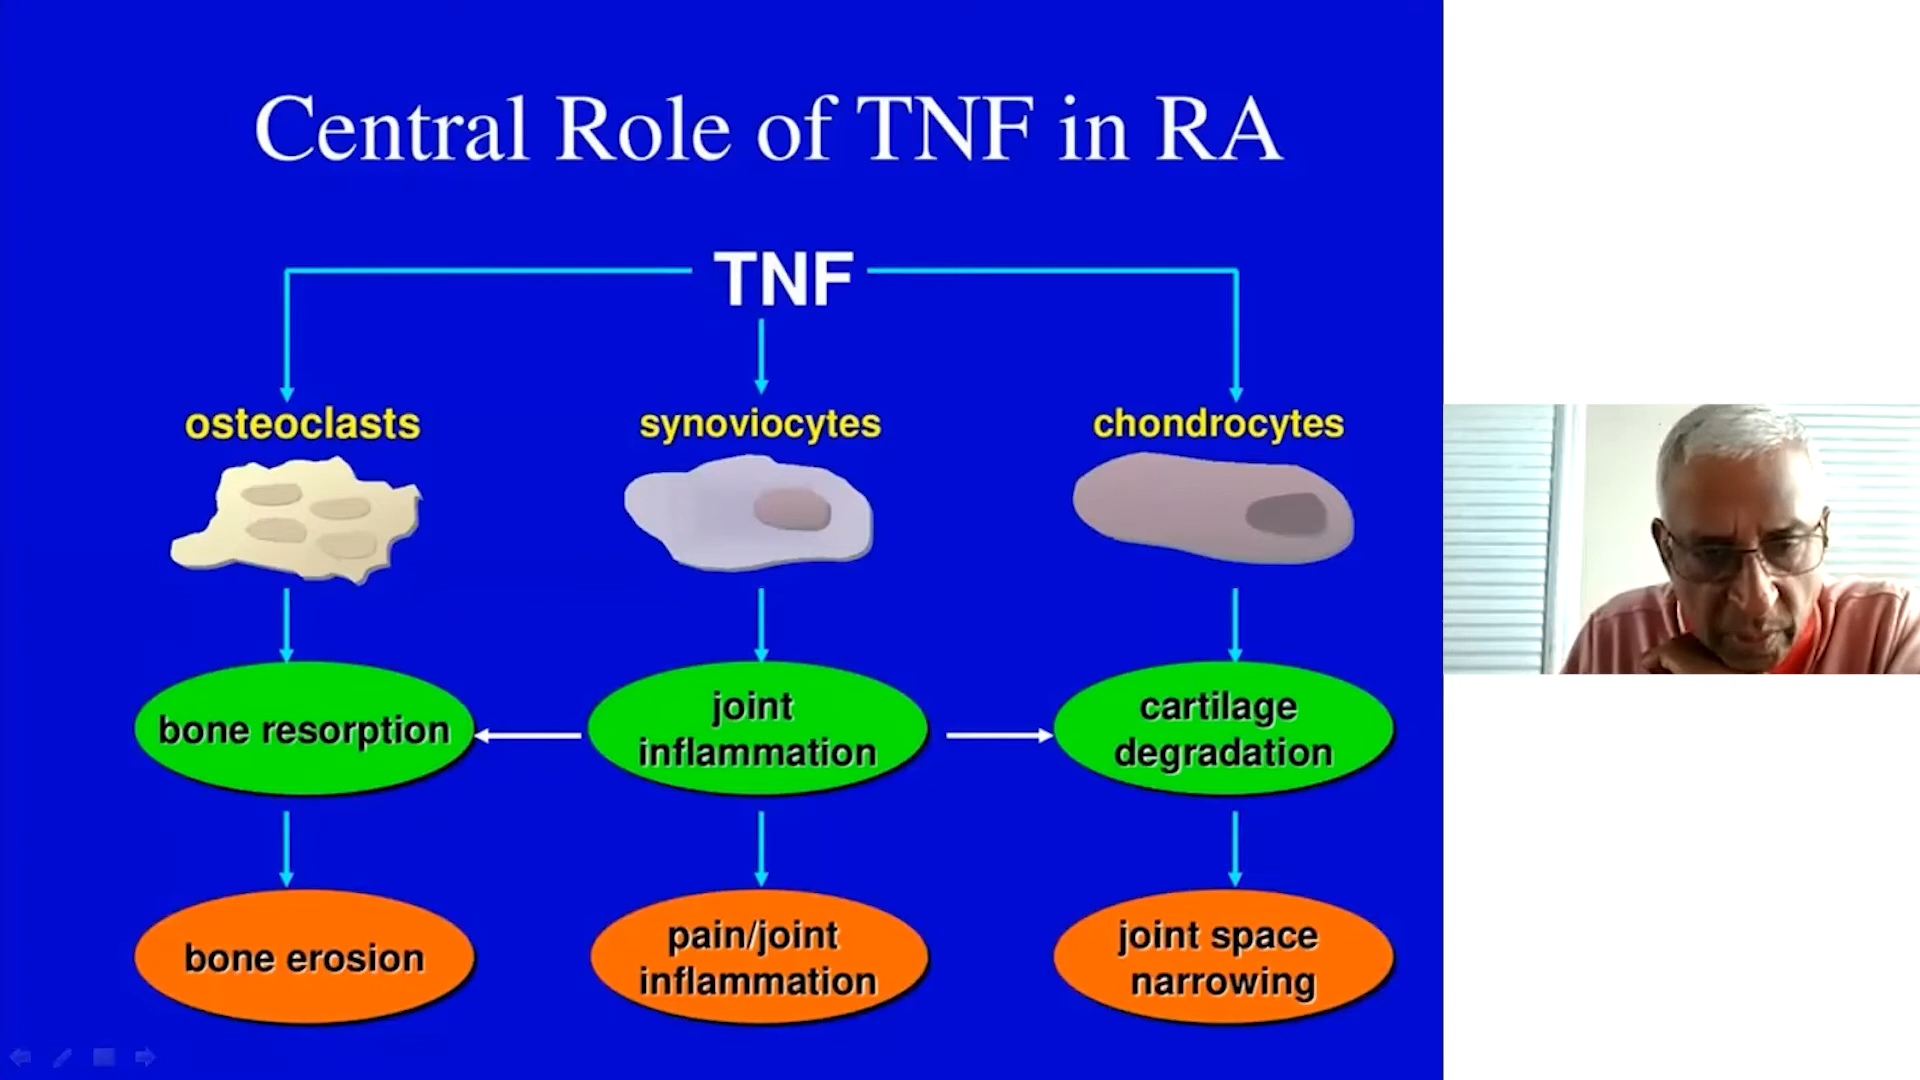 Central Role of TNF in RA
TNF
osteoclasts
synoviocytes
chondrocytes
bone resorption
joint
inflammation
cartilage
degradation
bone erosion
pain/joint
inflammation
joint space
narrowing